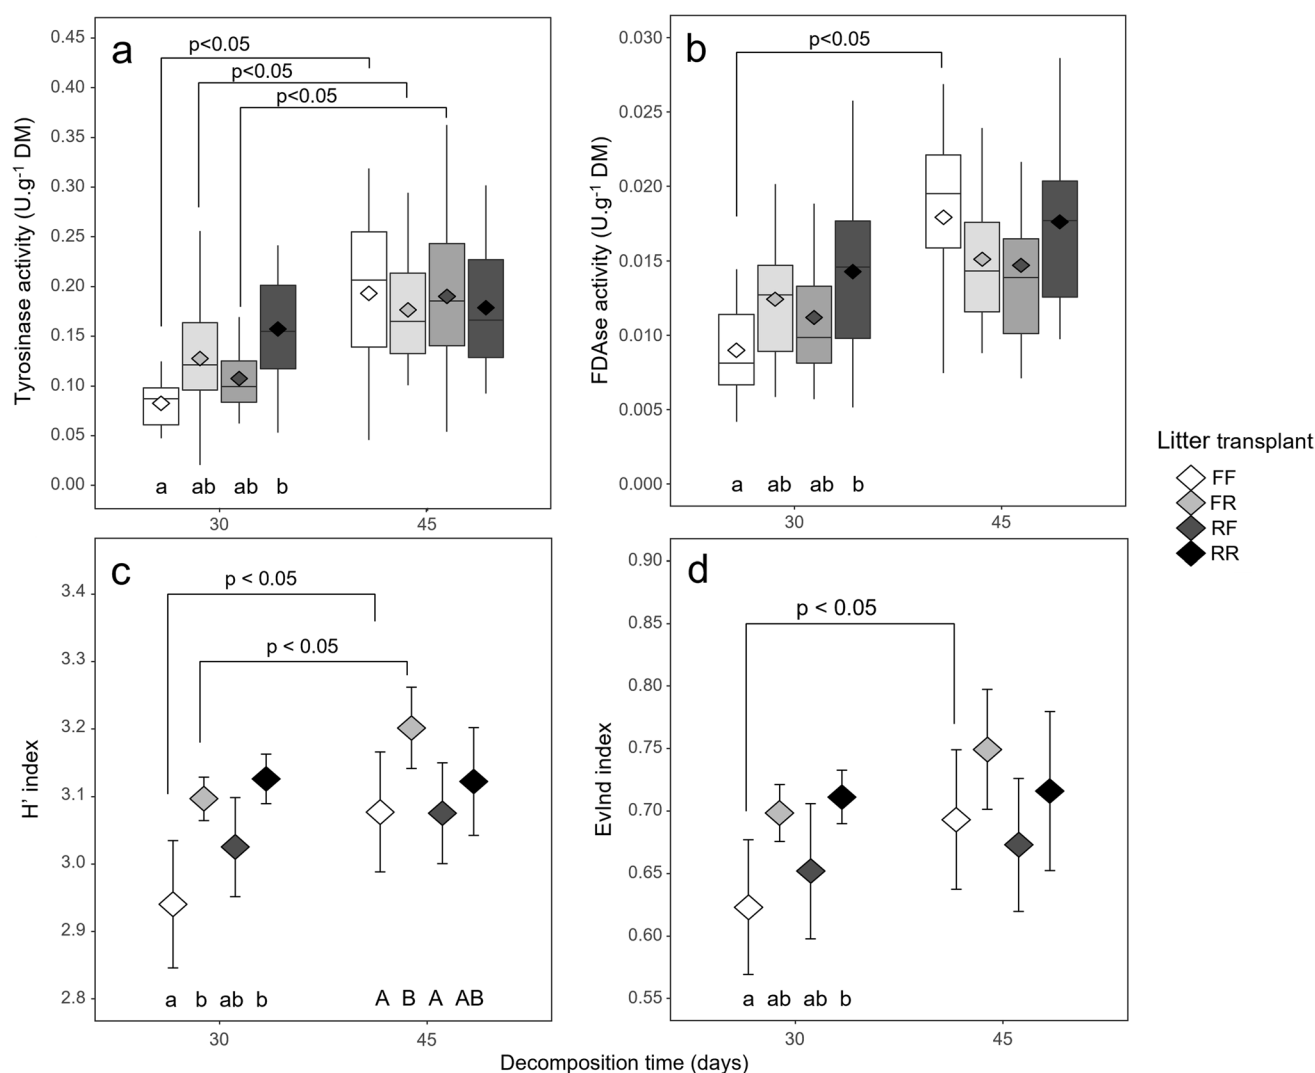 a
Tyrosinase activity (U.g-1 DM)
0.45
0.40
0.35
0.30
0.25
0.20
0.15
0.10
0.05
0.00
p<0.05
p<0.05
p<0.05
a ab ab b
30 45
b
FDAse activity (U.g-1 DM)
0.030
0.025
0.020
0.015
0.010
0.005
0.000
p<0.05
a ab ab b
30 45
Litter transplant
FF
FR
RF
RR
c
H' index
3.4
3.3
3.2
3.1
3.0
2.9
2.8
p < 0.05
p < 0.05
a b ab b A B A AB
30 45
d
EvInd index
0.90
0.85
0.80
0.75
0.70
0.65
0.60
0.55
p < 0.05
a ab ab b
30 45
Decomposition time (days)